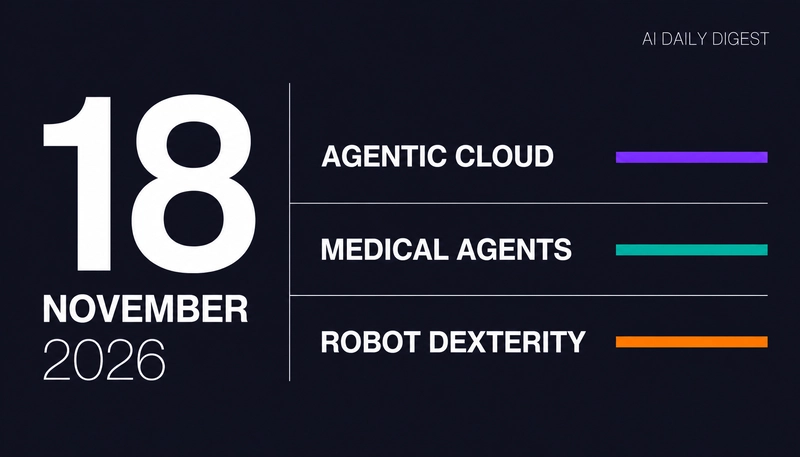 AI DAILY DIGEST
18
NOVEMBER
2026
AGENTIC CLOUD
MEDICAL AGENTS
ROBOT DEXTERITY